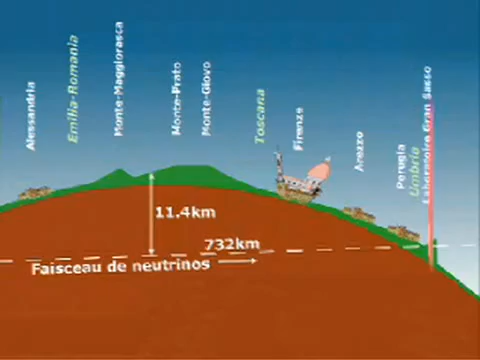 Alessandria
Emilia-Romania
Monte-Maggiorasca
Monte-Prato
Monte-Giovo
Toscana
Firenze
Arezzo
Perugia
Umbria
Laboratoire Gran Sasso
11.4km
732km
Faisceau de neutrinos